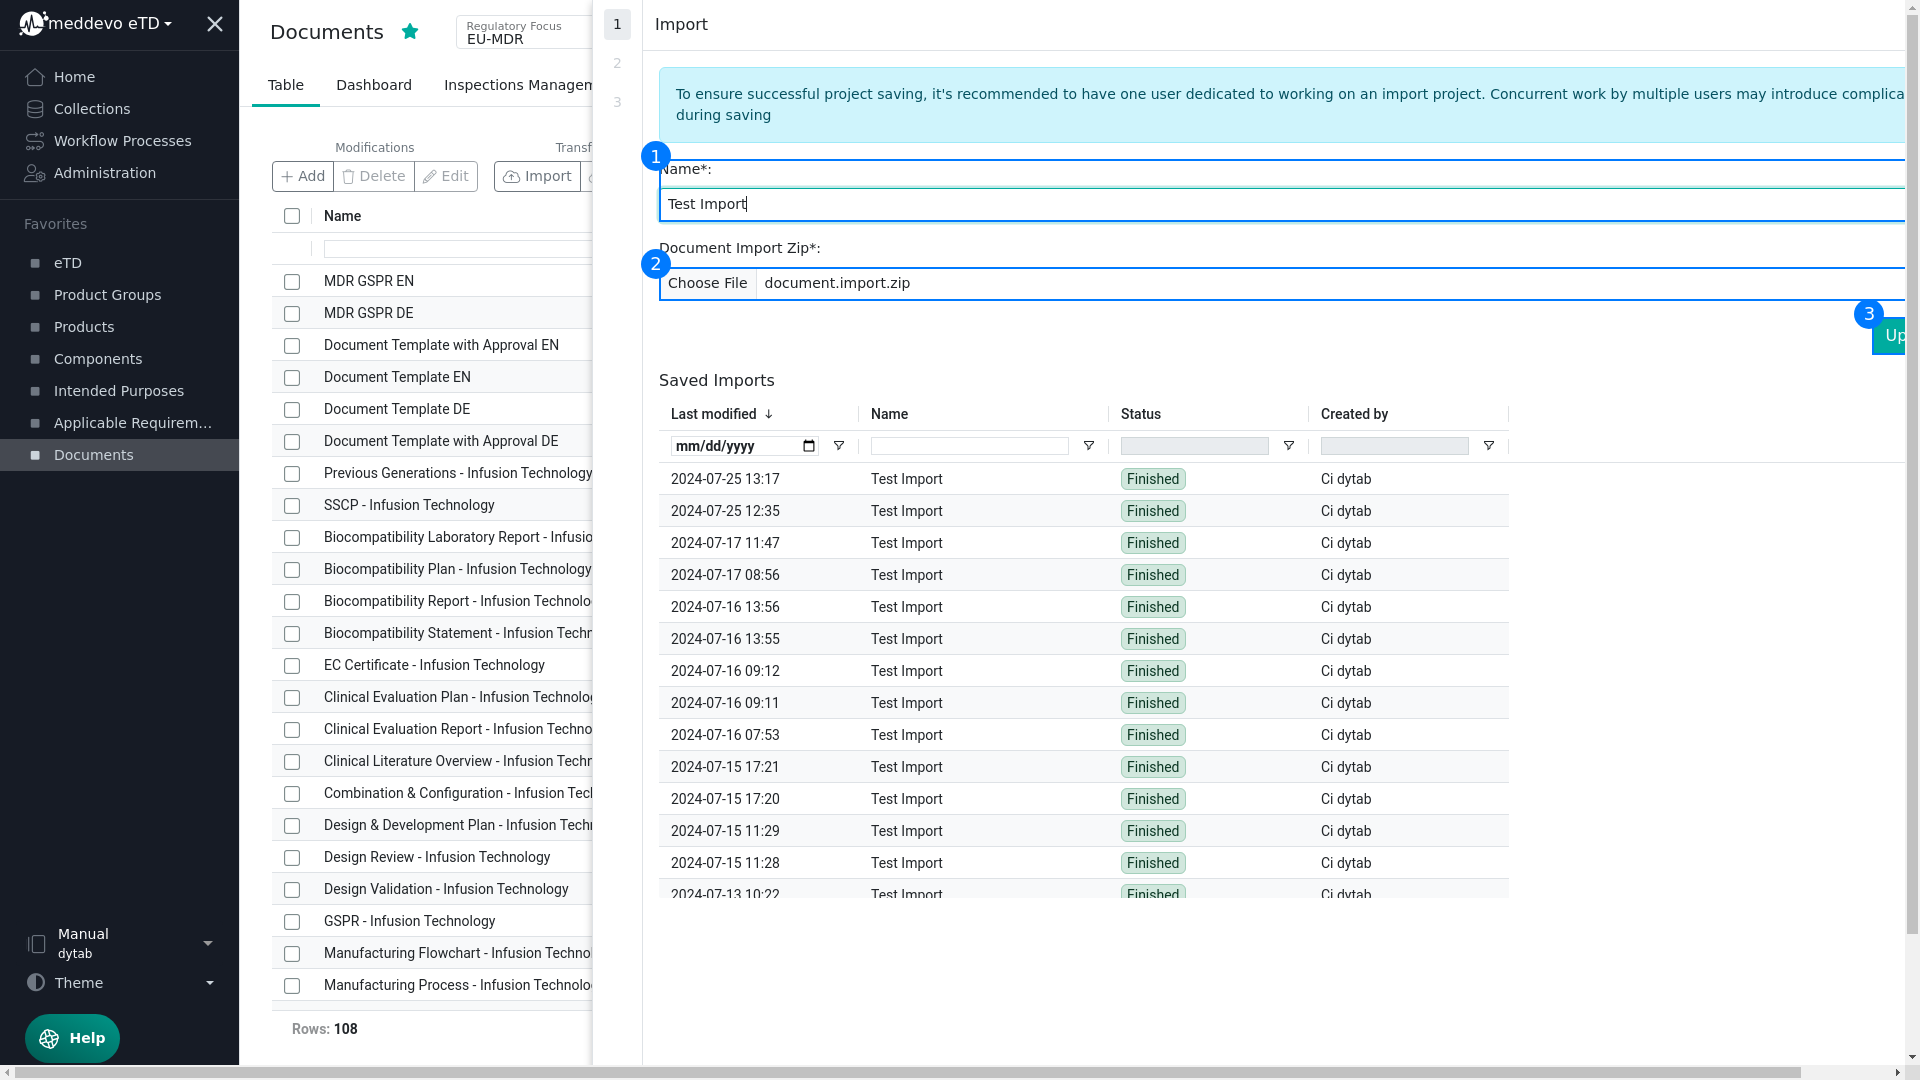 meddevo eTD
Home
Collections
Workflow Processes
Administration
Favorites
eTD
Product Groups
Products
Components
Intended Purposes
Applicable Requirem...
Documents
Manual
dytab
Theme
Help
Documents
Regulatory Focus
EU-MDR
Table
Dashboard
Inspections Managem
Modifications
Transf
Add
Delete
Edit
Import
Name
MDR GSPR EN
MDR GSPR DE
Document Template with Approval EN
Document Template EN
Document Template DE
Document Template with Approval DE
Previous Generations - Infusion Technology
SSCP - Infusion Technology
Biocompatibility Laboratory Report - Infusio
Biocompatibility Plan - Infusion Technology
Biocompatibility Report - Infusion Technolo
Biocompatibility Statement - Infusion Techn
EC Certificate - Infusion Technology
Clinical Evaluation Plan - Infusion Technolog
Clinical Evaluation Report - Infusion Techno
Clinical Literature Overview - Infusion Techn
Combination & Configuration - Infusion Tech
Design & Development Plan - Infusion Techn
Design Review - Infusion Technology
Design Validation - Infusion Technology
GSPR - Infusion Technology
Manufacturing Flowchart - Infusion Technol
Manufacturing Process - Infusion Technolo
Rows: 108
1
2
3
Import
To ensure successful project saving, it's recommended to have one user dedicated to working on an import project. Concurrent work by multiple users may introduce complica
during saving
1
Name*:
Test Import
Document Import Zip*:
2
Choose File document.import.zip
3
Up
Saved Imports
Last modified Name Status Created by
mm/dd/yyyy
2024-07-25 13:17 Test Import Finished Ci dytab
2024-07-25 12:35 Test Import Finished Ci dytab
2024-07-17 11:47 Test Import Finished Ci dytab
2024-07-17 08:56 Test Import Finished Ci dytab
2024-07-16 13:56 Test Import Finished Ci dytab
2024-07-16 13:55 Test Import Finished Ci dytab
2024-07-16 09:12 Test Import Finished Ci dytab
2024-07-16 09:11 Test Import Finished Ci dytab
2024-07-16 07:53 Test Import Finished Ci dytab
2024-07-15 17:21 Test Import Finished Ci dytab
2024-07-15 17:20 Test Import Finished Ci dytab
2024-07-15 11:29 Test Import Finished Ci dytab
2024-07-15 11:28 Test Import Finished Ci dytab
2024-07-13 10:22 Test Import Finished Ci dytab